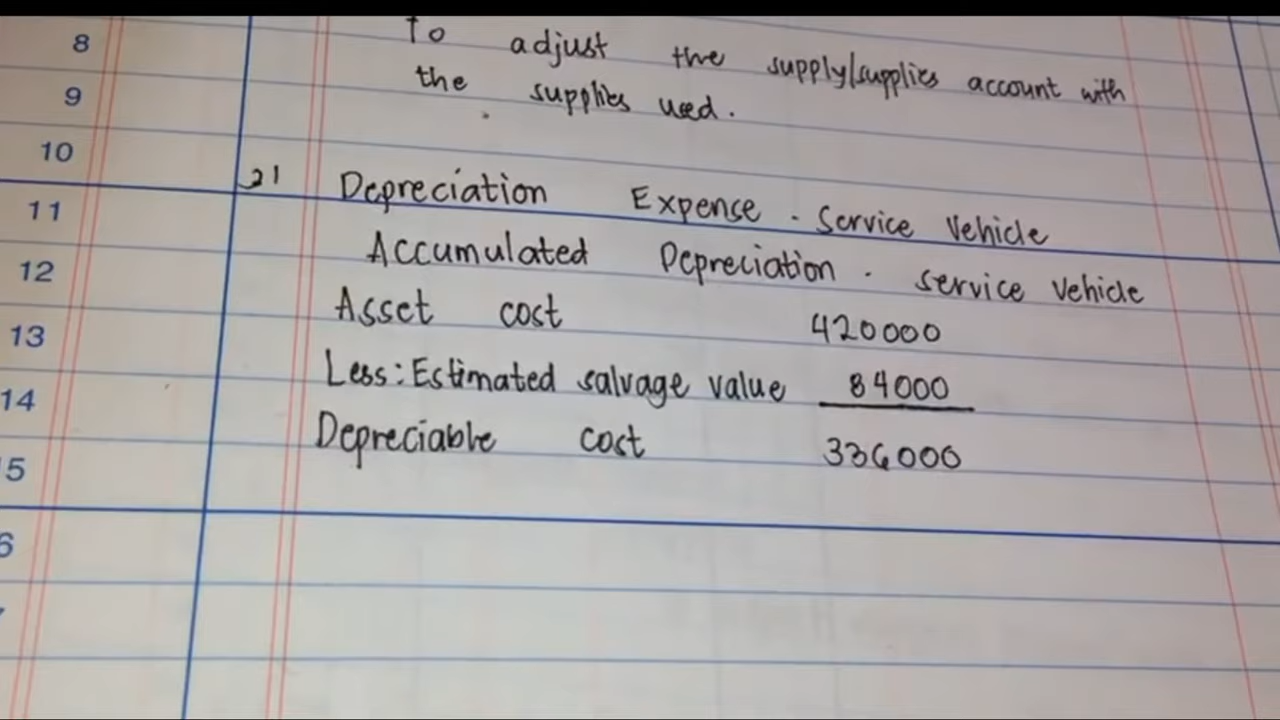 8 To adjust the supply/supplies account with
9 the supplies used.
10
11 21 Depreciation Expense - Service Vehicle
12 Accumulated Depreciation - service vehicle
13 Asset cost 420000
14 Less: Estimated salvage value 84000
5 Depreciable cost 336000
6